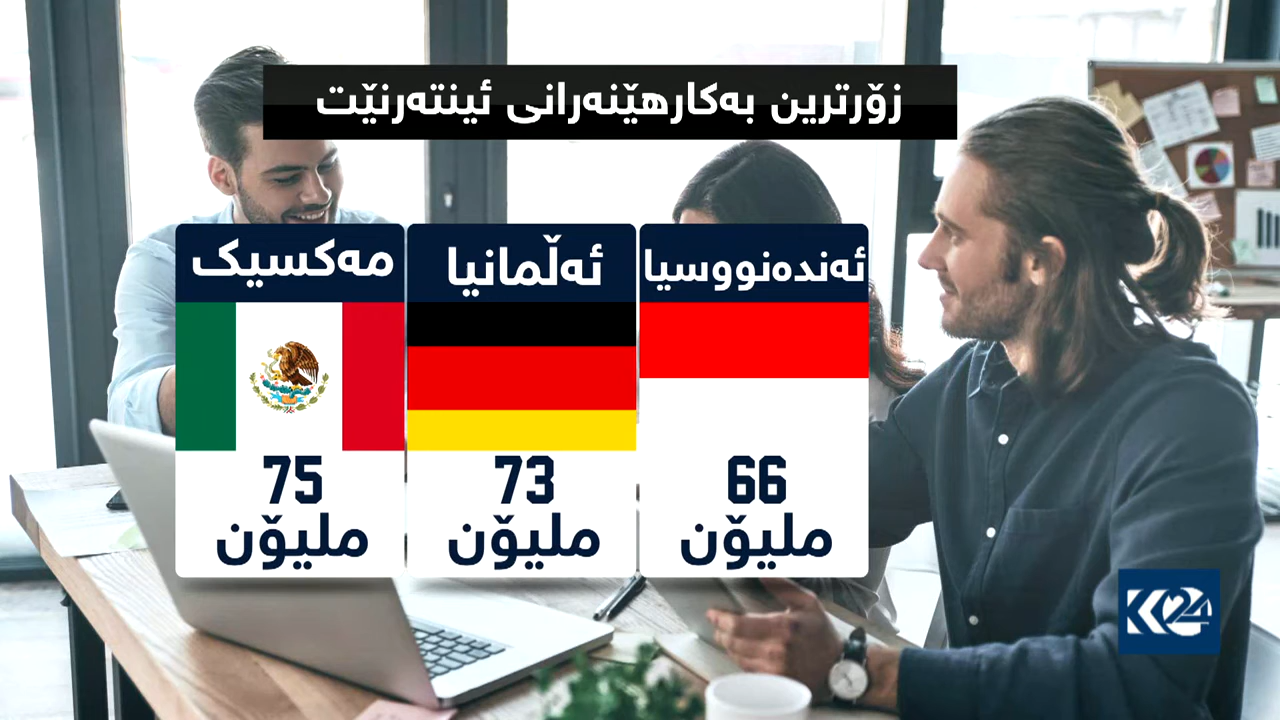 زۆرترین بەکارهێنەرانی ئینتەرنێت
ئەندەنووسیا
66
ملیۆن
ئەڵمانیا
73
ملیۆن
مەکسیک
75
ملیۆن
K24